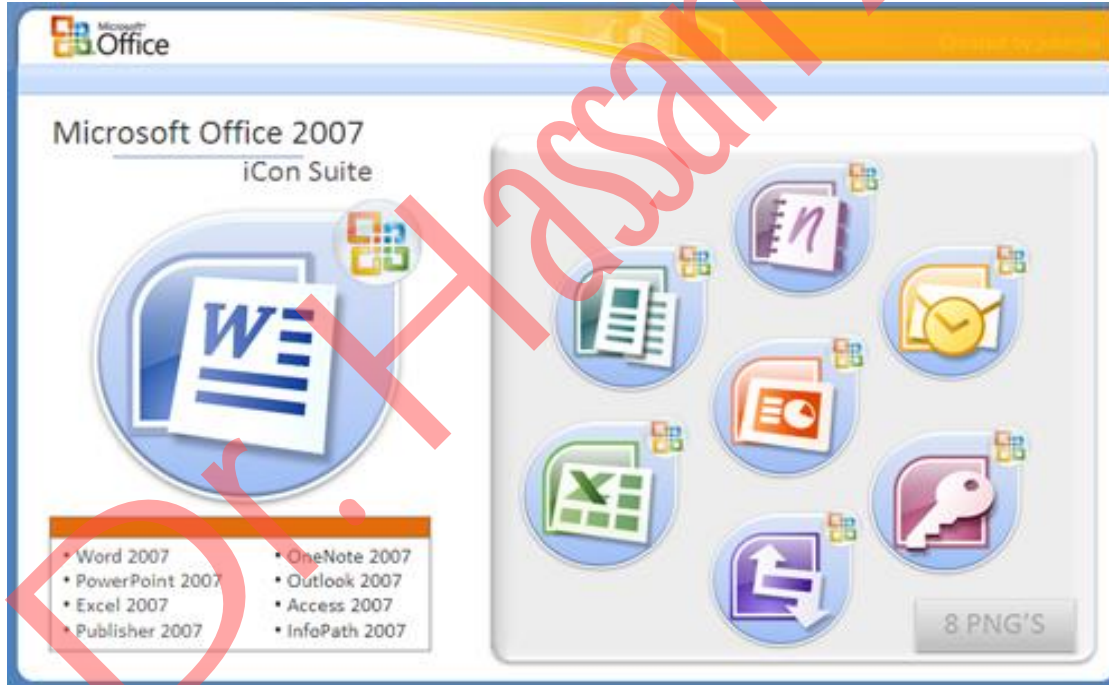 Microsoft
Office
Microsoft Office 2007
iCon Suite
W
n
X
• Word 2007
• PowerPoint 2007
• Excel 2007
• Publisher 2007
• OneNote 2007
• Outlook 2007
• Access 2007
• InfoPath 2007
8 PNG'S
Dr. Hassan